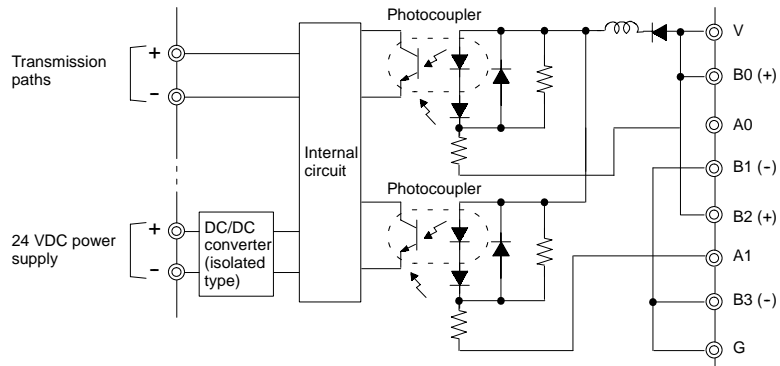 Photocoupler
V
+
Transmission
paths
B0 (+)
–
A0
Internal
circuit
B1 (-)
Photocoupler
B2 (+)
+
DC/DC
converter
(isolated
type)
24 VDC power
supply
A1
–
B3 (-)
G